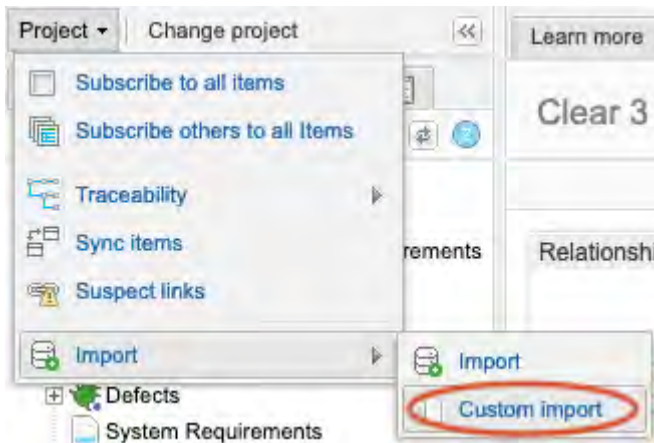 Project
Change project
Learn more
Subscribe to all items
Subscribe others to all Items
Clear 3
Traceability
Sync items
rements
Relationshi
Suspect links
Import
Import
Custom import
Defects
System Requirements